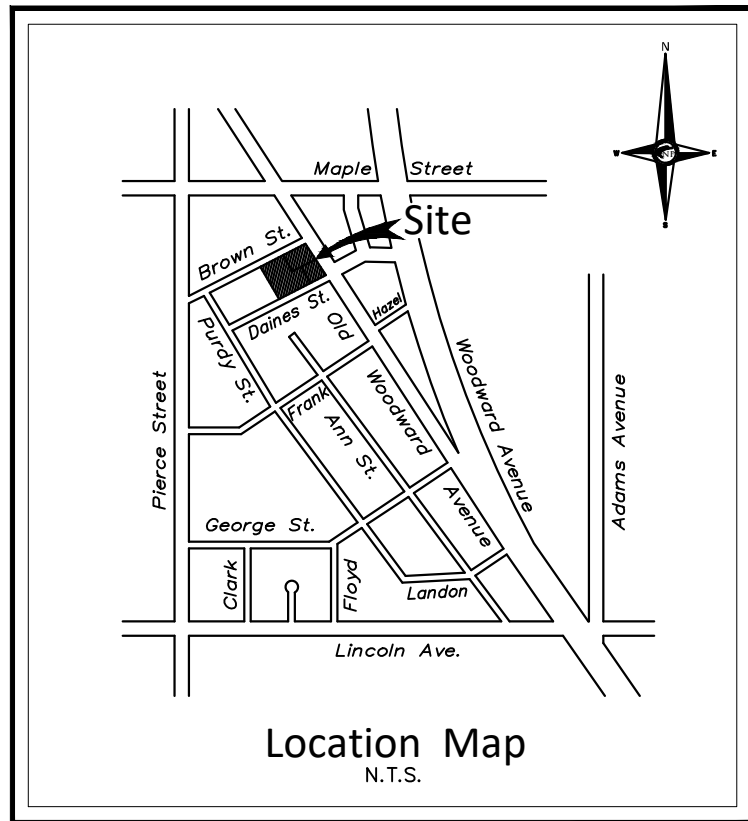 N
W
E
S
Maple Street
Site
Brown St.
Hazel
Daines St.
Old Woodward Avenue
Purdy St.
Woodward Avenue
Frank
Ann St.
Pierce Street
Adams Avenue
George St.
Clark
Floyd
Landon
Lincoln Ave.
Location Map
N.T.S.